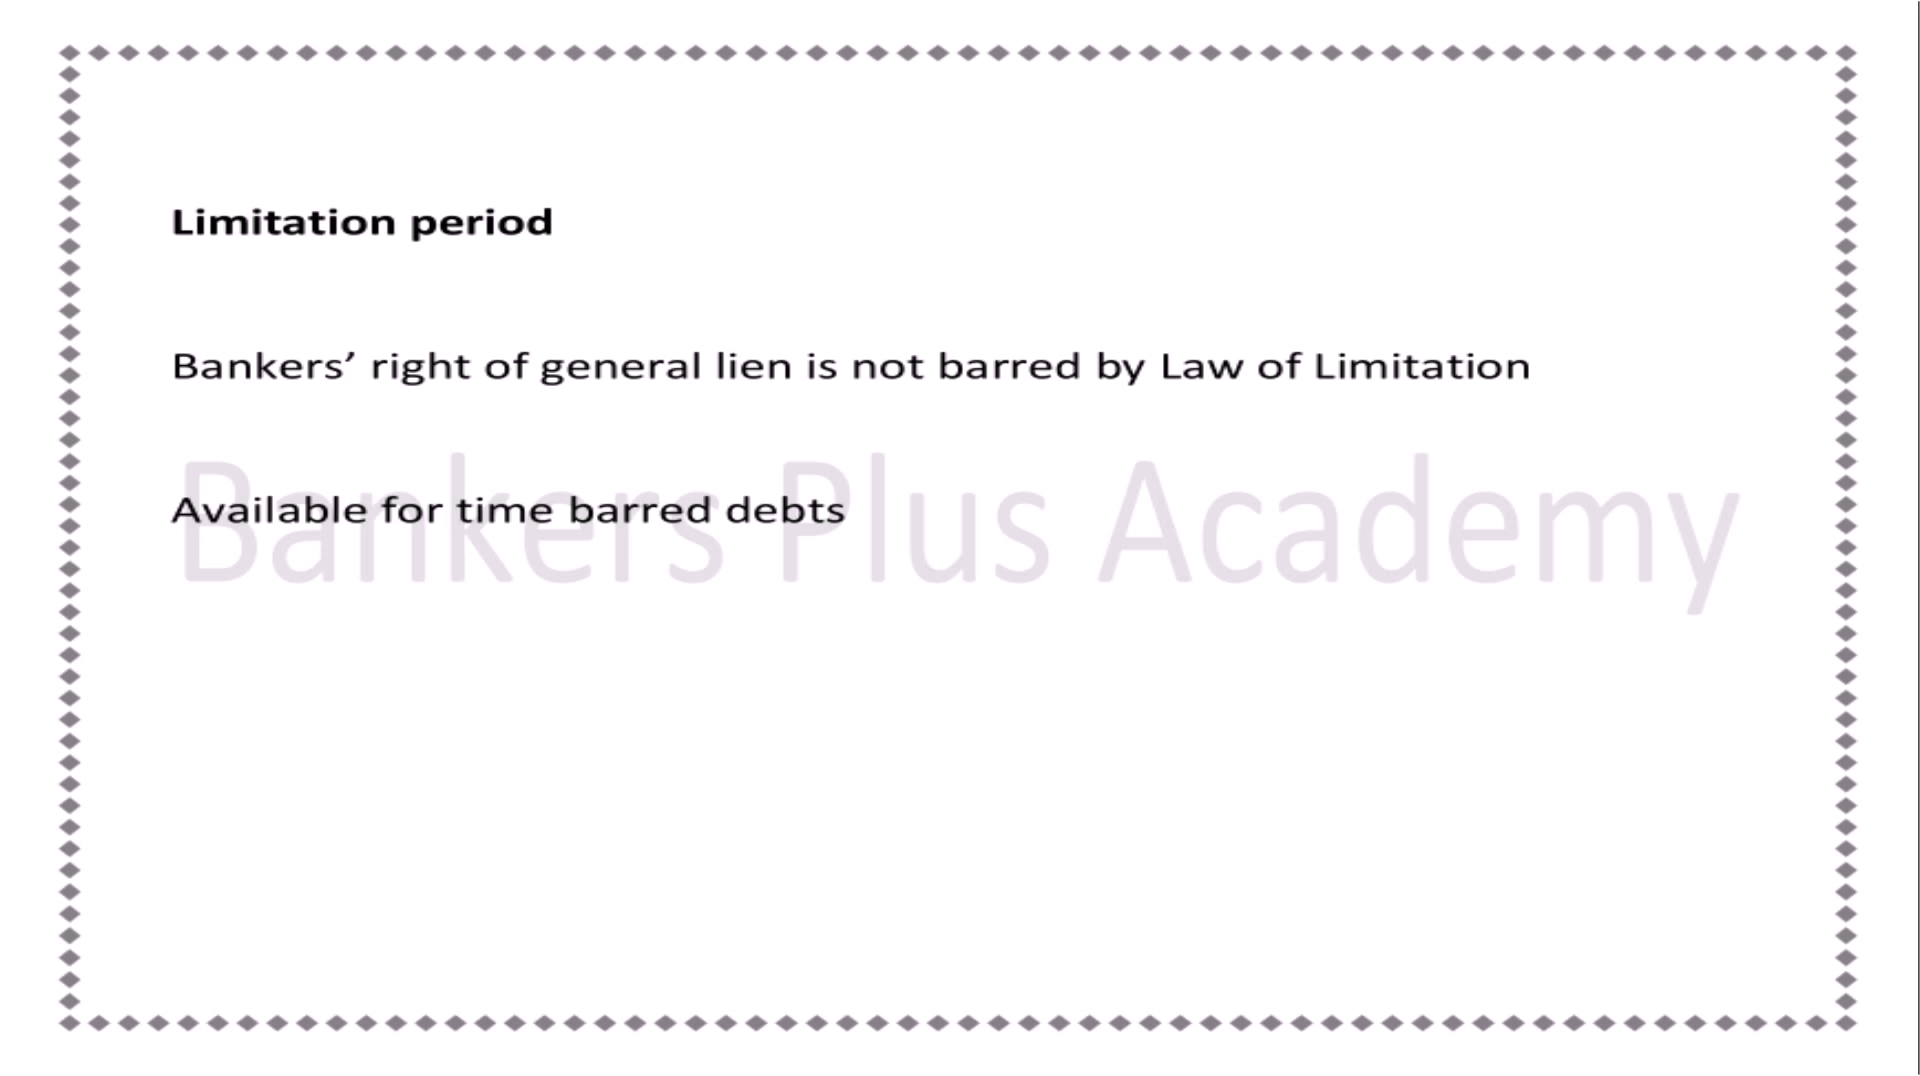 Limitation period
Bankers’ right of general lien is not barred by Law of Limitation
Available for time barred debts
Bankers Plus Academy